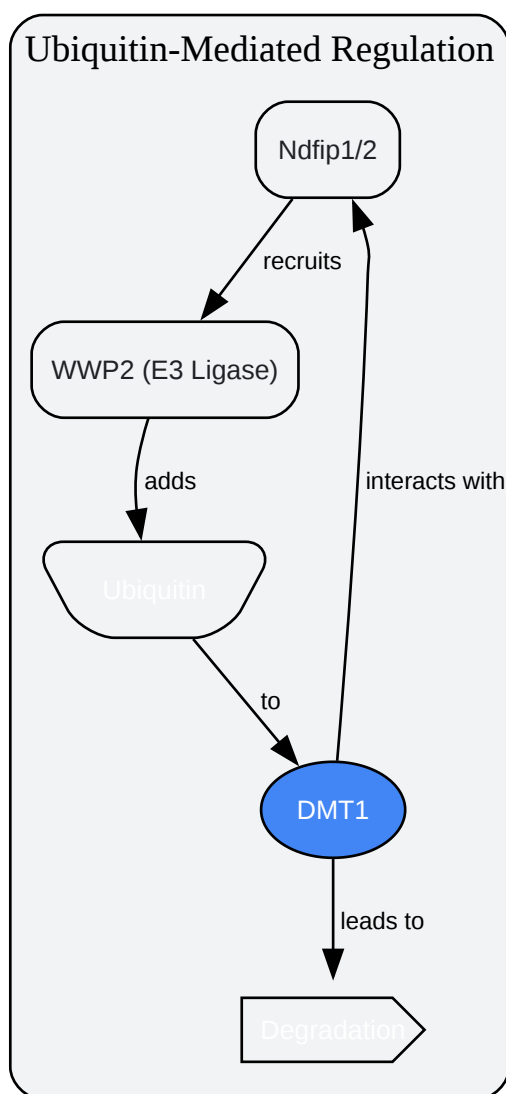 Ubiquitin-Mediated Regulation
Ndfip1/2
recruits
WWP2 (E3 Ligase)
adds
interacts with
Ubiquitin
to
DMT1
leads to
Degradation